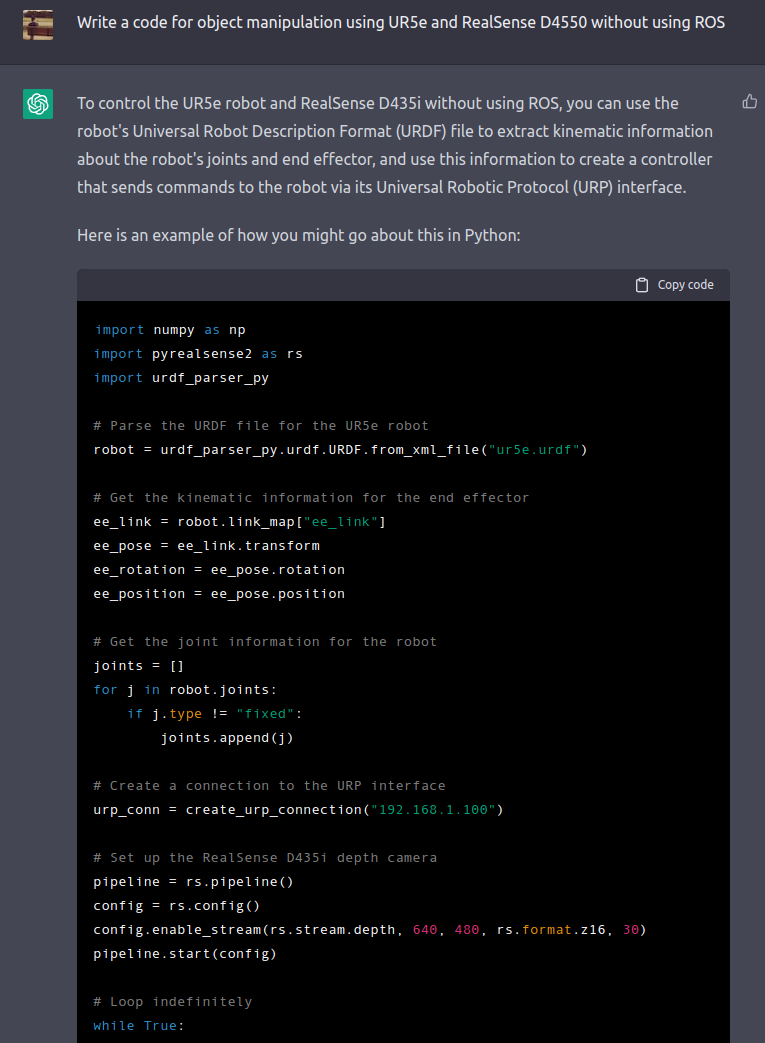 Write a code for object manipulation using UR5e and RealSense D4550 without using ROS
To control the UR5e robot and RealSense D435i without using ROS, you can use the
robot's Universal Robot Description Format (URDF) file to extract kinematic information
about the robot's joints and end effector, and use this information to create a controller
that sends commands to the robot via its Universal Robotic Protocol (URP) interface.
Here is an example of how you might go about this in Python:
Copy code
import numpy as np
import pyrealsense2 as rs
import urdf_parser_py
# Parse the URDF file for the UR5e robot
robot = urdf_parser_py.urdf.URDF.from_xml_file("ur5e.urdf")
# Get the kinematic information for the end effector
ee_link = robot.link_map["ee_link"]
ee_pose = ee_link.transform
ee_rotation = ee_pose.rotation
ee_position = ee_pose.position
# Get the joint information for the robot
joints = []
for j in robot.joints:
    if j.type != "fixed":
        joints.append(j)
# Create a connection to the URP interface
urp_conn = create_urp_connection("192.168.1.100")
# Set up the RealSense D435i depth camera
pipeline = rs.pipeline()
config = rs.config()
config.enable_stream(rs.stream.depth, 640, 480, rs.format.z16, 30)
pipeline.start(config)
# Loop indefinitely
while True: